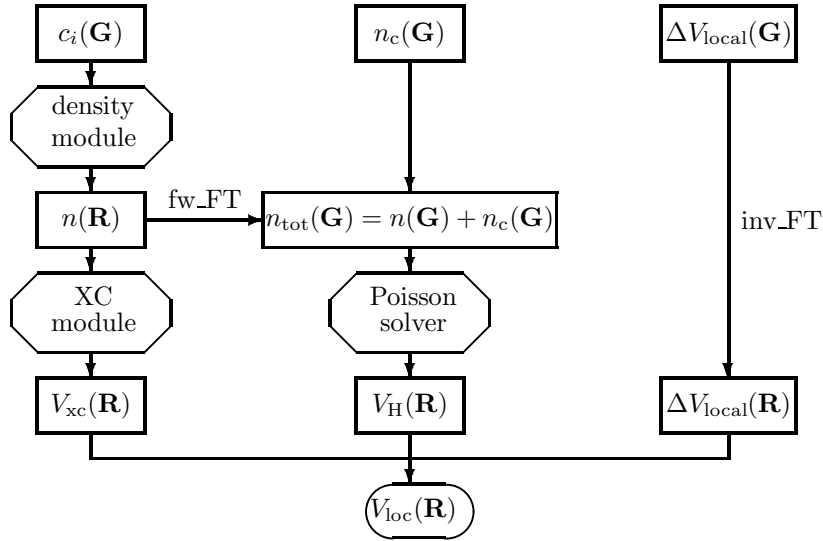 c_i(G) n_c(G) ΔV_local(G)
density
module
fw_FT
n(R) n_tot(G) = n(G) + n_c(G)
inv_FT
XC
module
Poisson
solver
V_xc(R) V_H(R) ΔV_local(R)
V_loc(R)